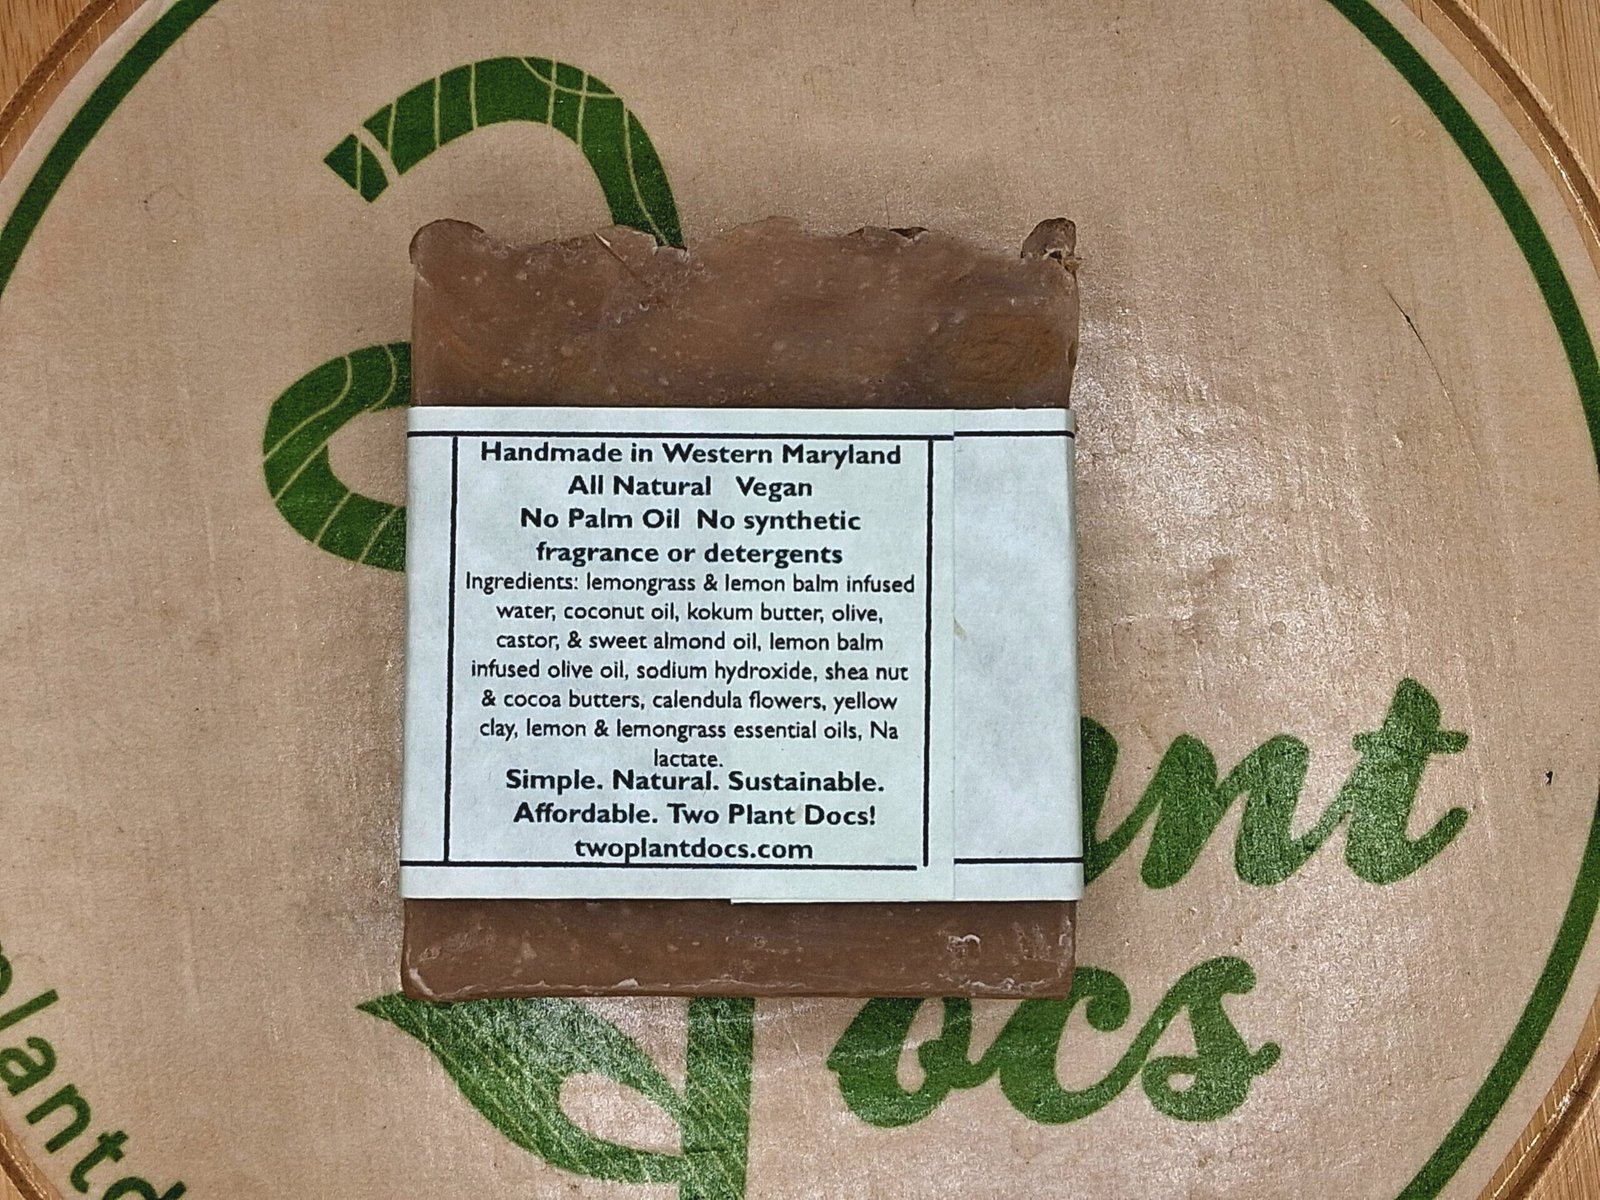 Handmade in Western Maryland
All Natural Vegan
No Palm Oil No synthetic
fragrance or detergents
Ingredients: lemongrass & lemon balm infused
water, coconut oil, kokum butter, olive,
castor, & sweet almond oil, lemon balm
infused olive oil, sodium hydroxide, shea nut
& cocoa butters, calendula flowers, yellow
clay, lemon & lemongrass essential oils, Na
lactate.
Simple. Natural. Sustainable.
Affordable. Two Plant Docs!
twoplantdocs.com
ant
Docs
plantd